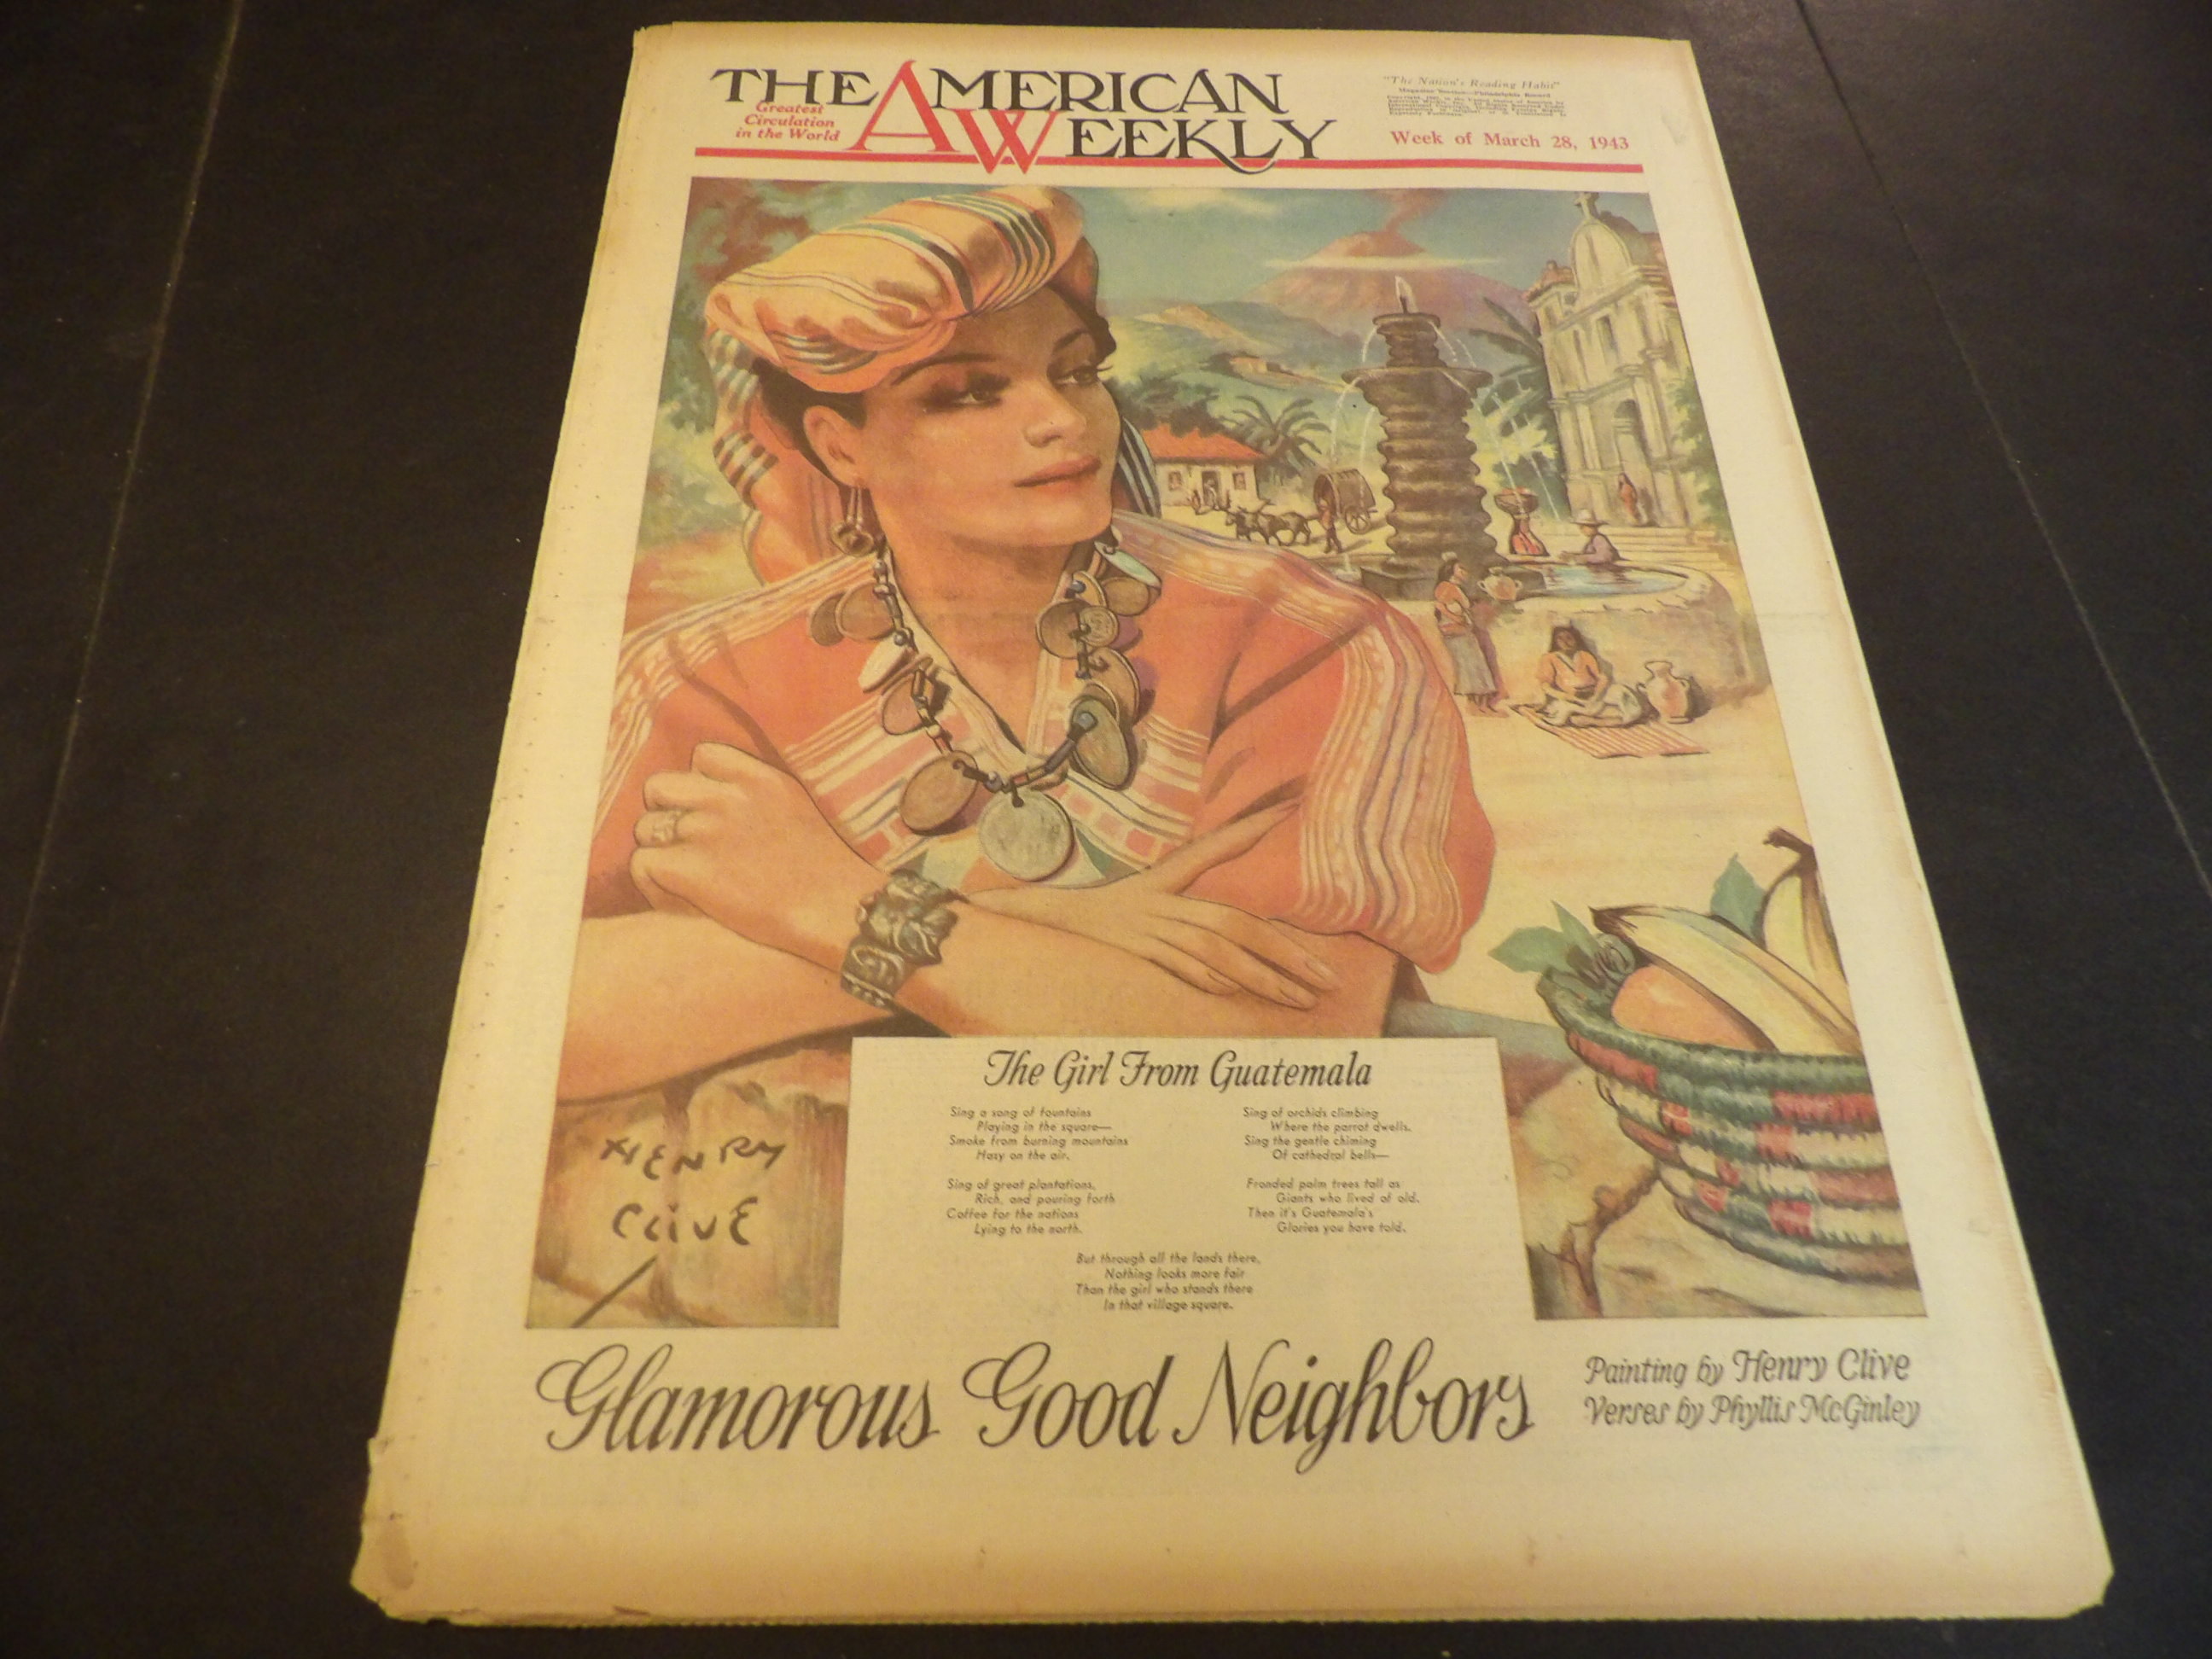 THE AMERICAN
WEEKLY
Greatest
Circulation
in the World
"The Nation's Reading Habit"
Magazine Section—Philadelphia Record
Week of March 28, 1943
The Girl From Guatemala
Sing a song of fountains
Playing in the square—
Smoke from burning mountains
Hazy on the air.
Sing of great plantations,
Rich, and pouring forth
Coffee for the nations
Lying to the north.
Sing of orchids climbing
Where the parrot dwells.
Sing the gentle chiming
Of cathedral bells—
Fronded palm trees tall as
Giants who lived of old.
Then it's Guatemala's
Glories you have told.
But through all the lands there,
Nothing looks more fair
Than the girl who stands there
In that village square.
HENRY
CLIVE
Glamorous Good Neighbors
Painting by Henry Clive
Verses by Phyllis McGinley